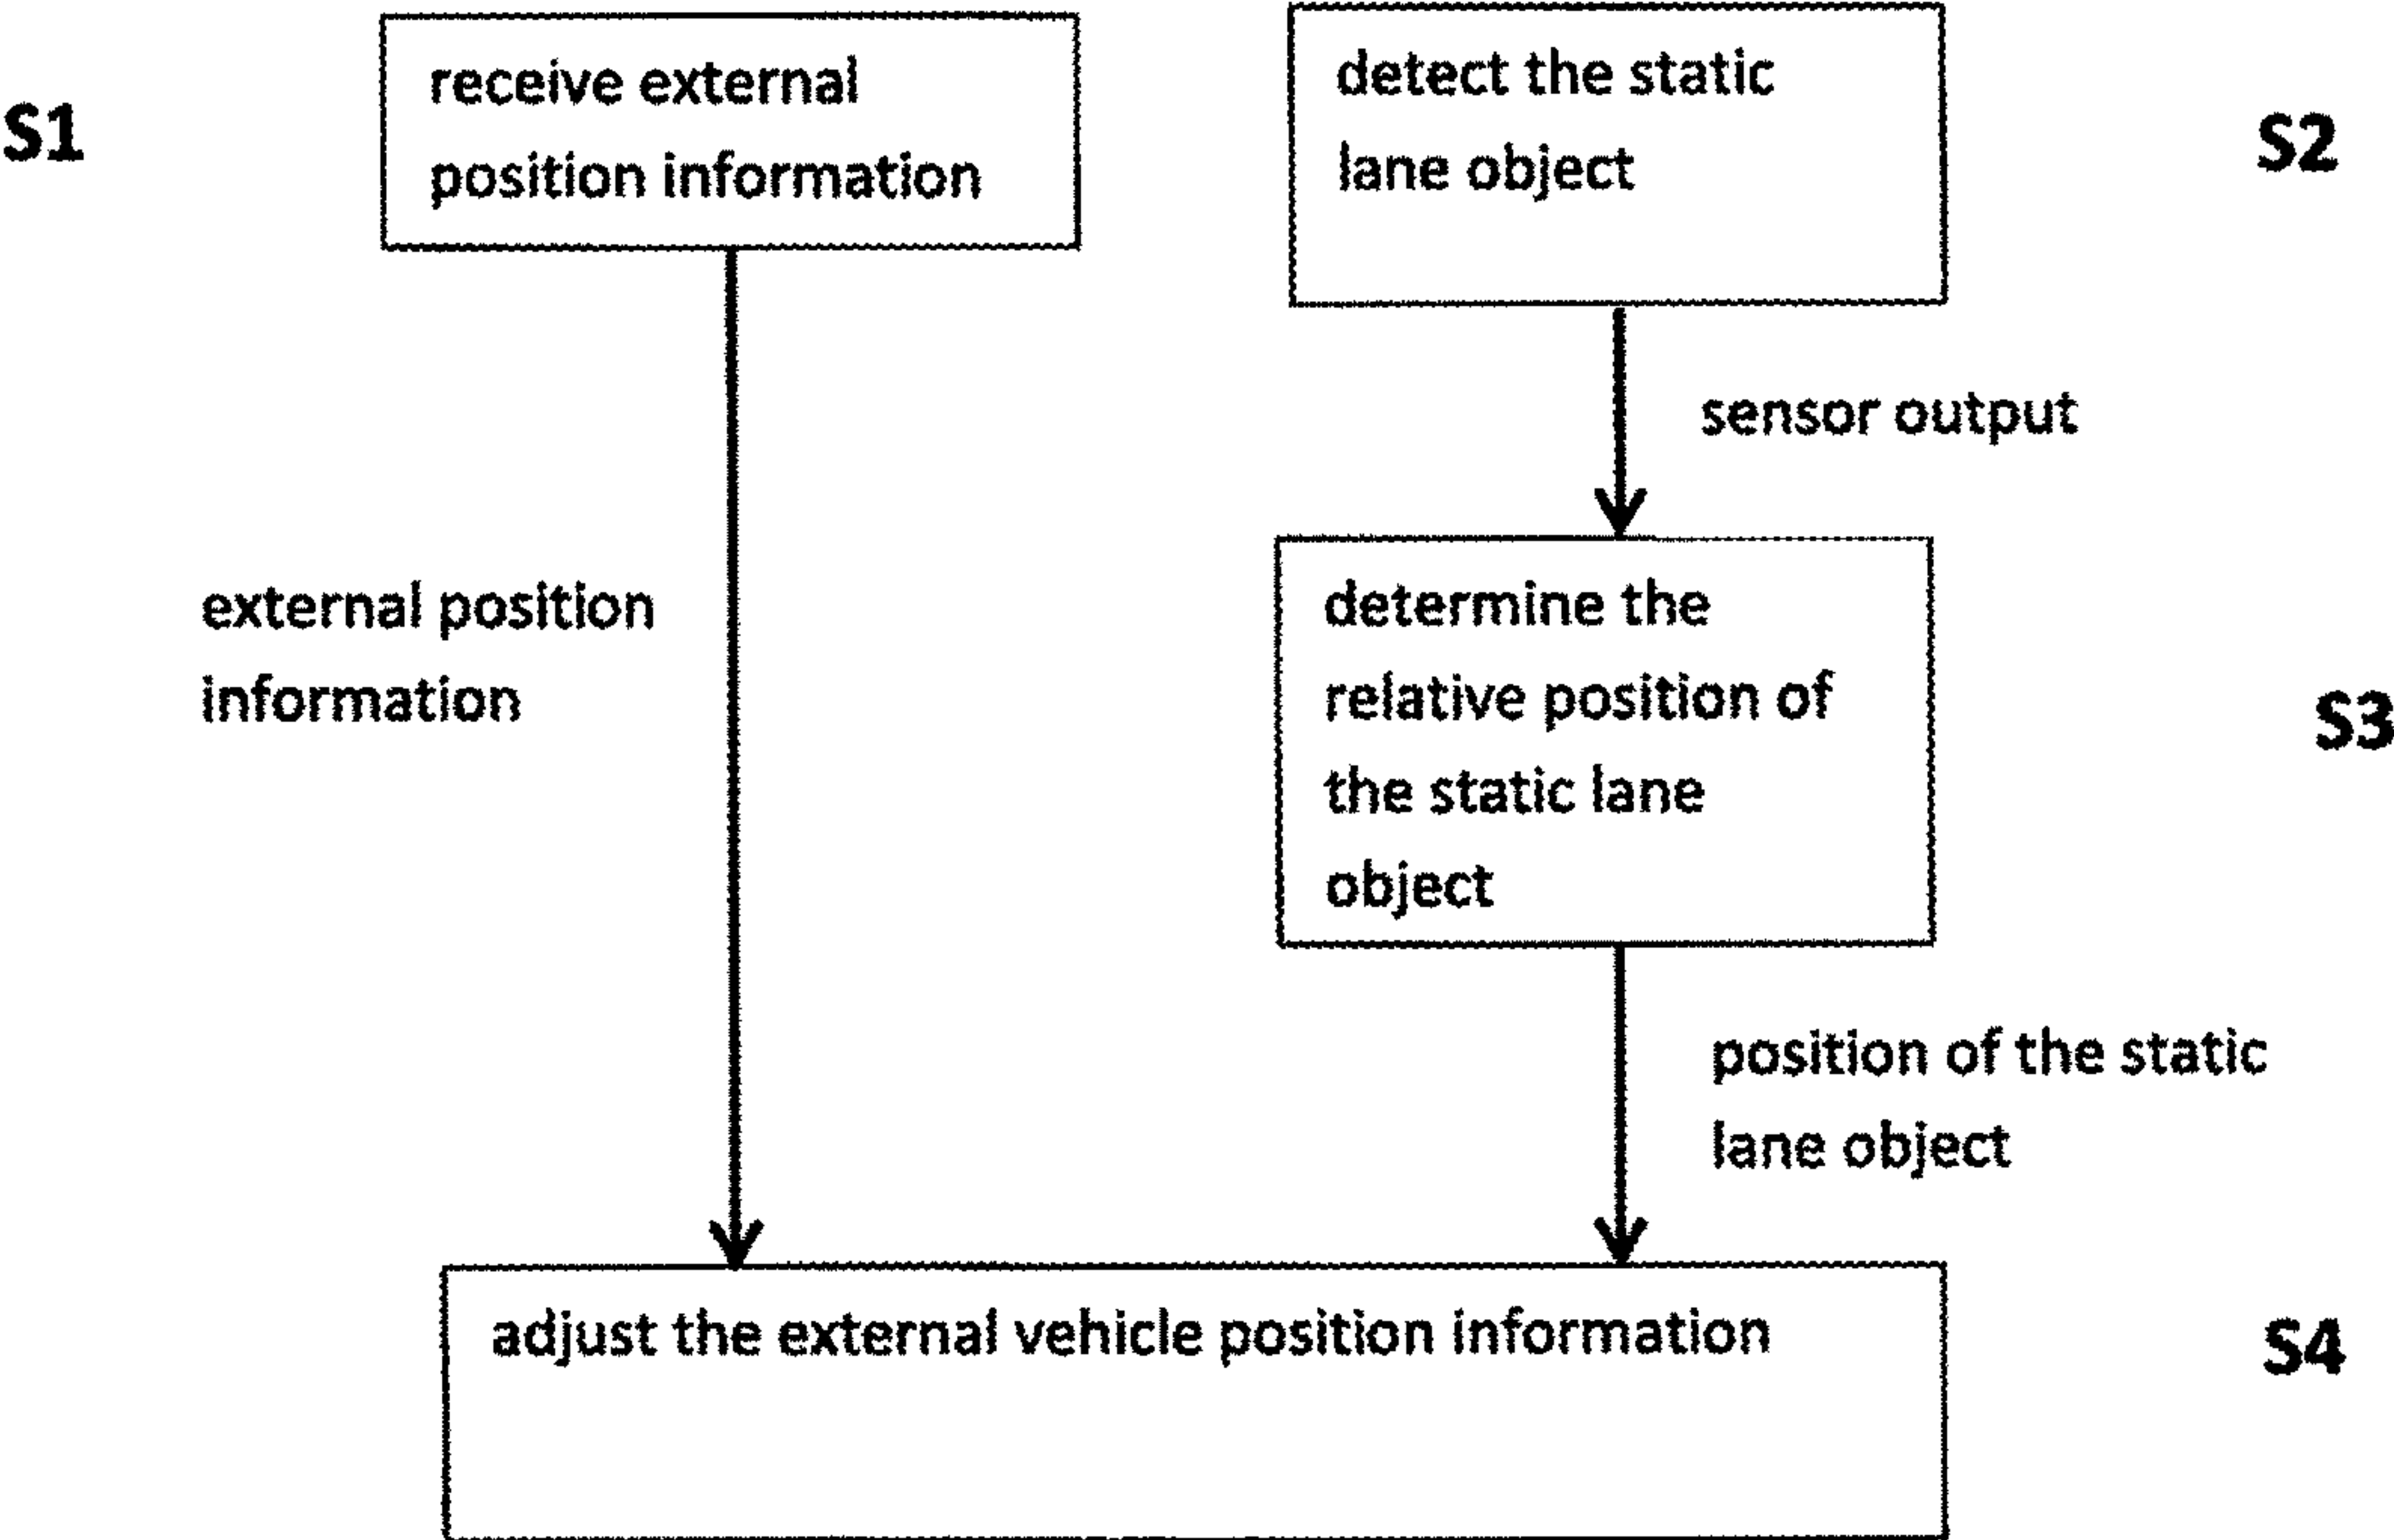 S1
receive external
position information
detect the static
lane object
S2
sensor output
external position
information
determine the
relative position of
the static lane
object
S3
position of the static
lane object
adjust the external vehicle position information
S4